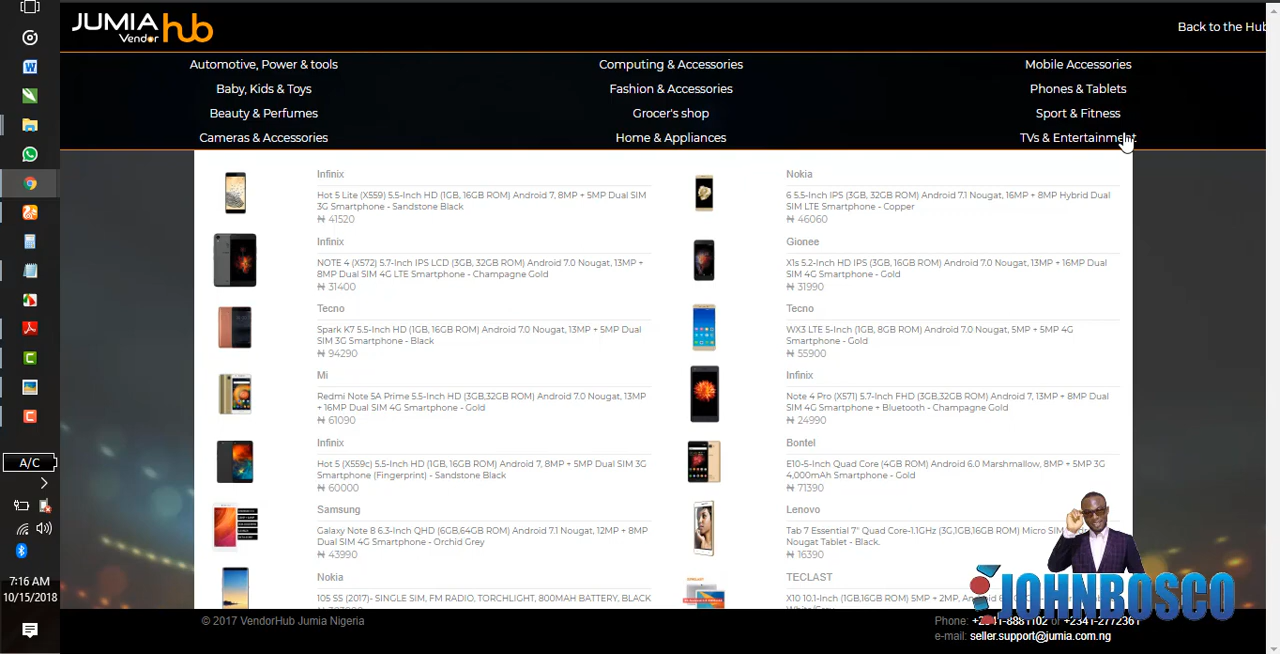 JUMIA
Vendor
hub
Back to the Hub
Automotive, Power & tools
Computing & Accessories
Mobile Accessories
Baby, Kids & Toys
Fashion & Accessories
Phones & Tablets
Beauty & Perfumes
Grocer's shop
Sport & Fitness
Cameras & Accessories
Home & Appliances
TVs & Entertainment
Infinix
Hot 5 Lite (X559) 5.5-Inch HD (1GB, 16GB ROM) Android 7, 8MP + 5MP Dual SIM
3G Smartphone - Sandstone Black
₦ 41520
Nokia
6 5.5-Inch IPS (3GB, 32GB ROM) Android 7.1 Nougat, 16MP + 8MP Hybrid Dual
SIM LTE Smartphone - Copper
₦ 46060
Infinix
NOTE 4 (X572) 5.7-Inch IPS LCD (3GB, 32GB ROM) Android 7.0 Nougat, 13MP +
8MP Dual SIM 4G LTE Smartphone - Champagne Gold
₦ 31400
Gionee
X1s 5.2-Inch HD IPS (3GB, 16GB ROM) Android 7.0 Nougat, 13MP + 16MP Dual
SIM 4G Smartphone - Gold
₦ 31990
Tecno
Spark K7 5.5-Inch HD (1GB, 16GB ROM) Android 7.0 Nougat, 13MP + 5MP Dual
SIM 3G Smartphone - Black
₦ 94290
Tecno
WX3 LTE 5-Inch (1GB, 8GB ROM) Android 7.0 Nougat, 5MP + 5MP 4G
Smartphone - Gold
₦ 55900
Mi
Redmi Note 5A Prime 5.5-Inch HD (3GB,32GB ROM) Android 7.0 Nougat, 13MP
+ 16MP Dual SIM 4G Smartphone - Gold
₦ 61090
Infinix
Note 4 Pro (X571) 5.7-Inch FHD (3GB,32GB ROM) Android 7, 13MP + 8MP
Dual SIM 4G Smartphone + Bluetooth - Champagne Gold
₦ 24990
Infinix
Hot 5 (X559c) 5.5-Inch HD (1GB, 16GB ROM) Android 7, 8MP + 5MP Dual SIM 3G
Smartphone (Fingerprint) - Sandstone Black
₦ 60000
Bontel
E10-5-Inch Quad Core (4GB ROM) Android 6.0 Marshmallow, 8MP + 5MP 3G
4,000mAh Smartphone - Gold
₦ 71390
Samsung
Galaxy Note 8 6.3-Inch QHD (6GB,64GB ROM) Android 7.1 Nougat, 12MP + 8MP
Dual SIM 4G Smartphone - Orchid Grey
₦ 43990
Lenovo
Tab 7 Essential 7" Quad Core-1.1GHz (3G,1GB,16GB ROM) Micro SIM
Nougat Tablet - Black.
₦ 16390
Nokia
105 SS (2017)- SINGLE SIM, FM RADIO, TORCHLIGHT, 800MAH BATTERY, BLACK
TECLAST
X10 10.1-Inch (1GB,16GB ROM) 5MP + 2MP,
A/C
7:16 AM
10/15/2018
JOHNBOSCO
© 2017 VendorHub Jumia Nigeria
Phone: or +2341-2772361
e-mail: seller.support@jumia.com.ng